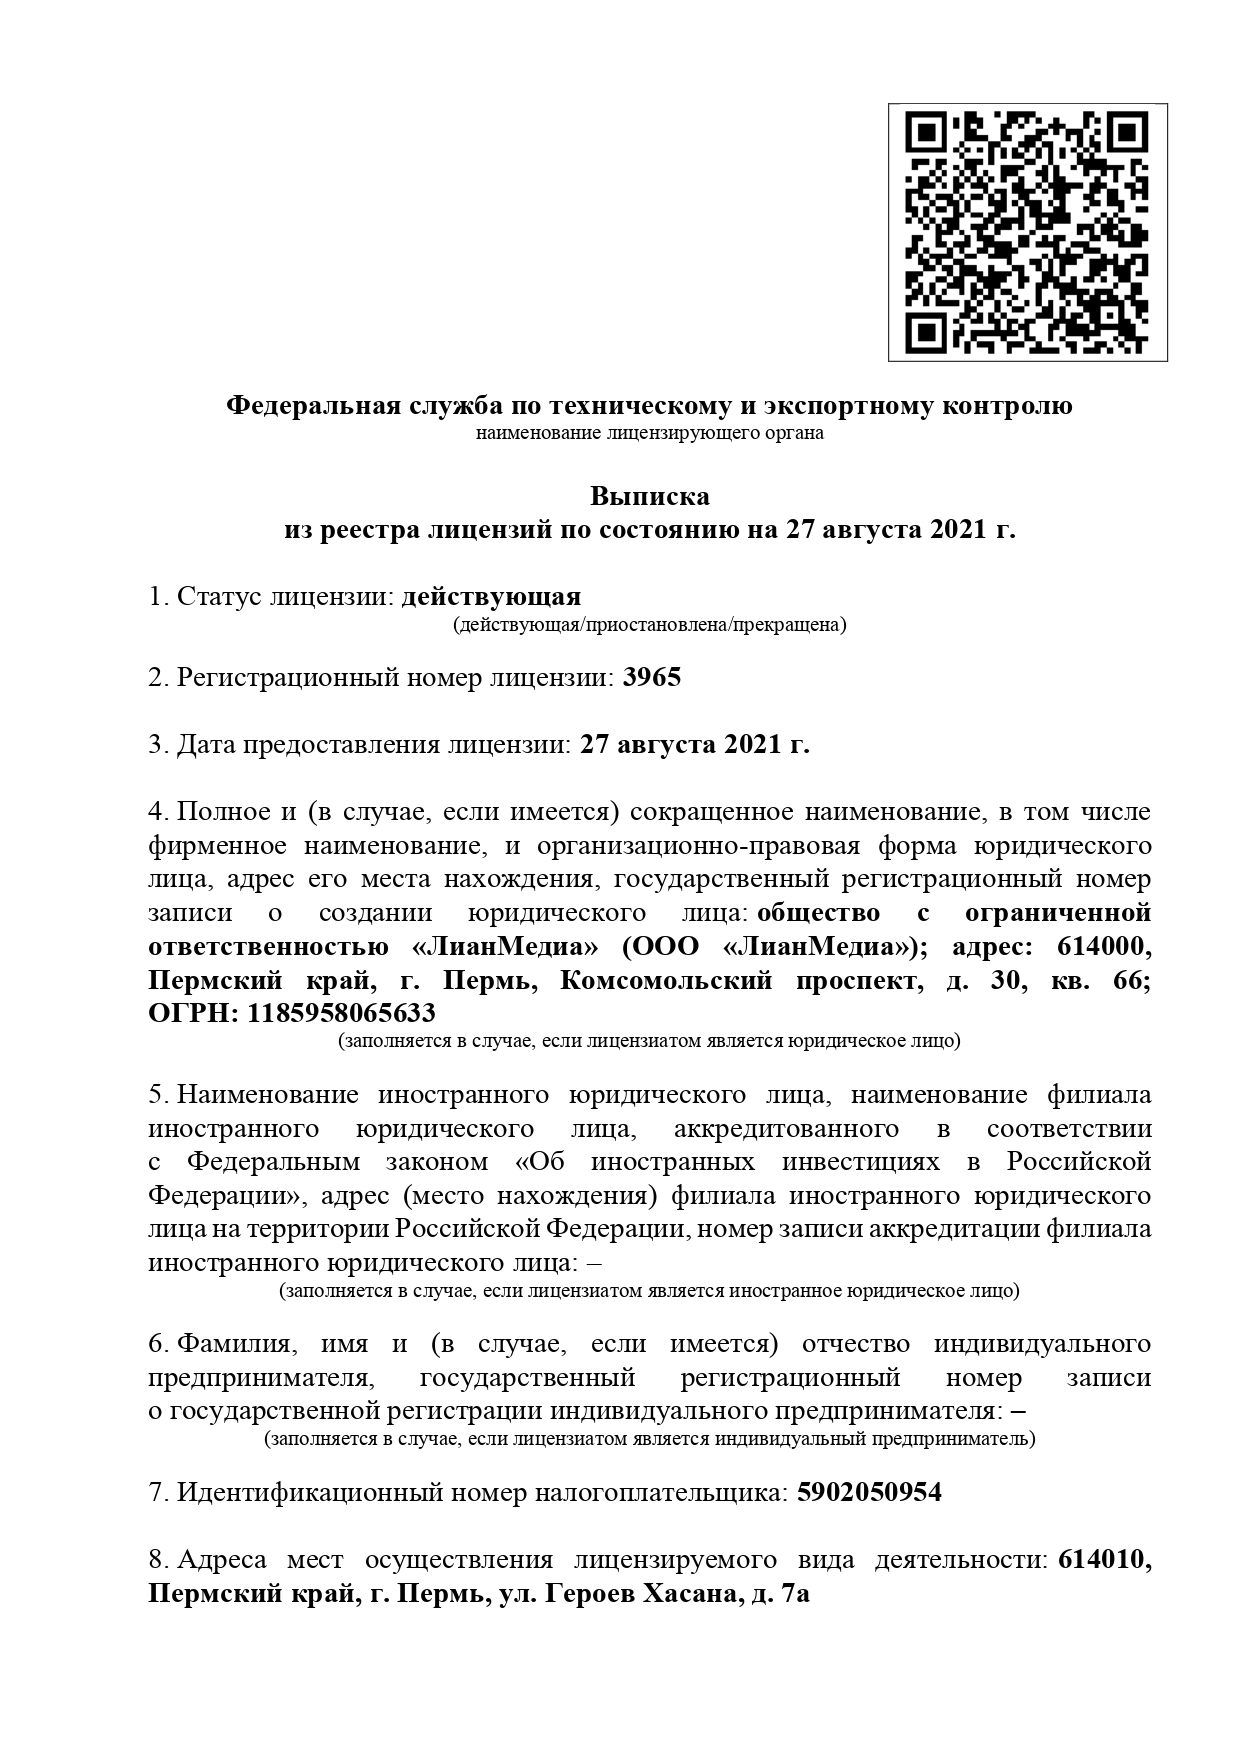 Федеральная служба по техническому и экспортному контролю
наименование лицензирующего органа
Выписка
из реестра лицензий по состоянию на 27 августа 2021 г.
1. Статус лицензии: действующая
(действующая/приостановлена/прекращена)
2. Регистрационный номер лицензии: 3965
3. Дата предоставления лицензии: 27 августа 2021 г.
4. Полное и (в случае, если имеется) сокращенное наименование, в том числе
фирменное наименование, и организационно-правовая форма юридического
лица, адрес его места нахождения, государственный регистрационный номер
записи о создании юридического лица: общество с ограниченной
ответственностью «ЛианМедиа» (ООО «ЛианМедиа»); адрес: 614000,
Пермский край, г. Пермь, Комсомольский проспект, д. 30, кв. 66;
ОГРН: 1185958065633
(заполняется в случае, если лицензиатом является юридическое лицо)
5. Наименование иностранного юридического лица, наименование филиала
иностранного юридического лица, аккредитованного в соответствии
с Федеральным законом «Об иностранных инвестициях в Российской
Федерации», адрес (место нахождения) филиала иностранного юридического
лица на территории Российской Федерации, номер записи аккредитации филиала
иностранного юридического лица: –
(заполняется в случае, если лицензиатом является иностранное юридическое лицо)
6. Фамилия, имя и (в случае, если имеется) отчество индивидуального
предпринимателя, государственный регистрационный номер записи
о государственной регистрации индивидуального предпринимателя: –
(заполняется в случае, если лицензиатом является индивидуальный предприниматель)
7. Идентификационный номер налогоплательщика: 5902050954
8. Адреса мест осуществления лицензируемого вида деятельности: 614010,
Пермский край, г. Пермь, ул. Героев Хасана, д. 7а